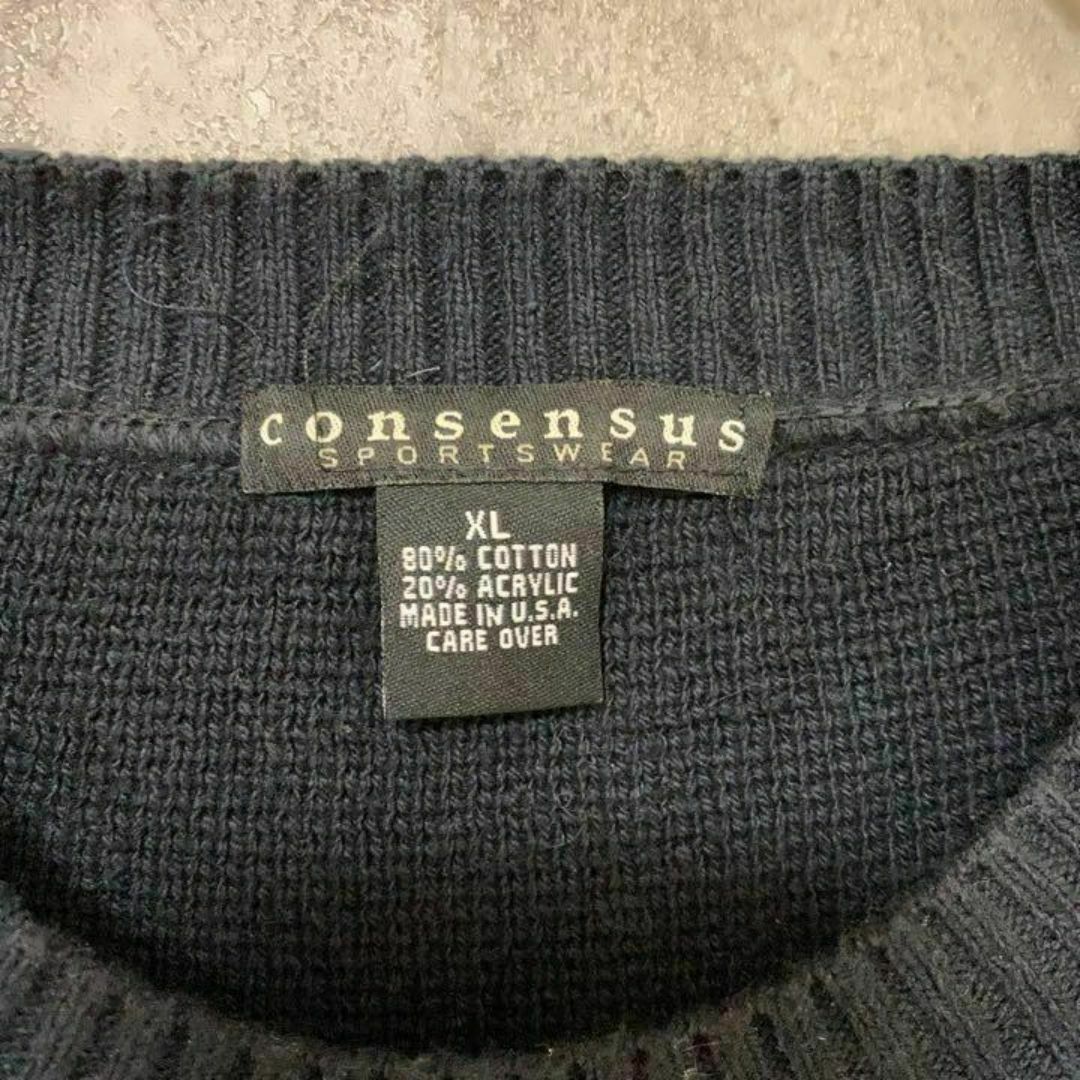 consensus
SPORTSWEAR
XL
80% COTTON
20% ACRYLIC
MADE IN U.S.A.
CARE OVER